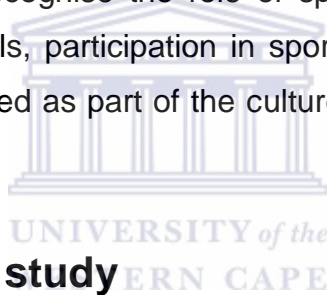 ecognise the role of sp
ls, participation in spor
ed as part of the culture
UNIVERSITY of the
study
ERN CAPE